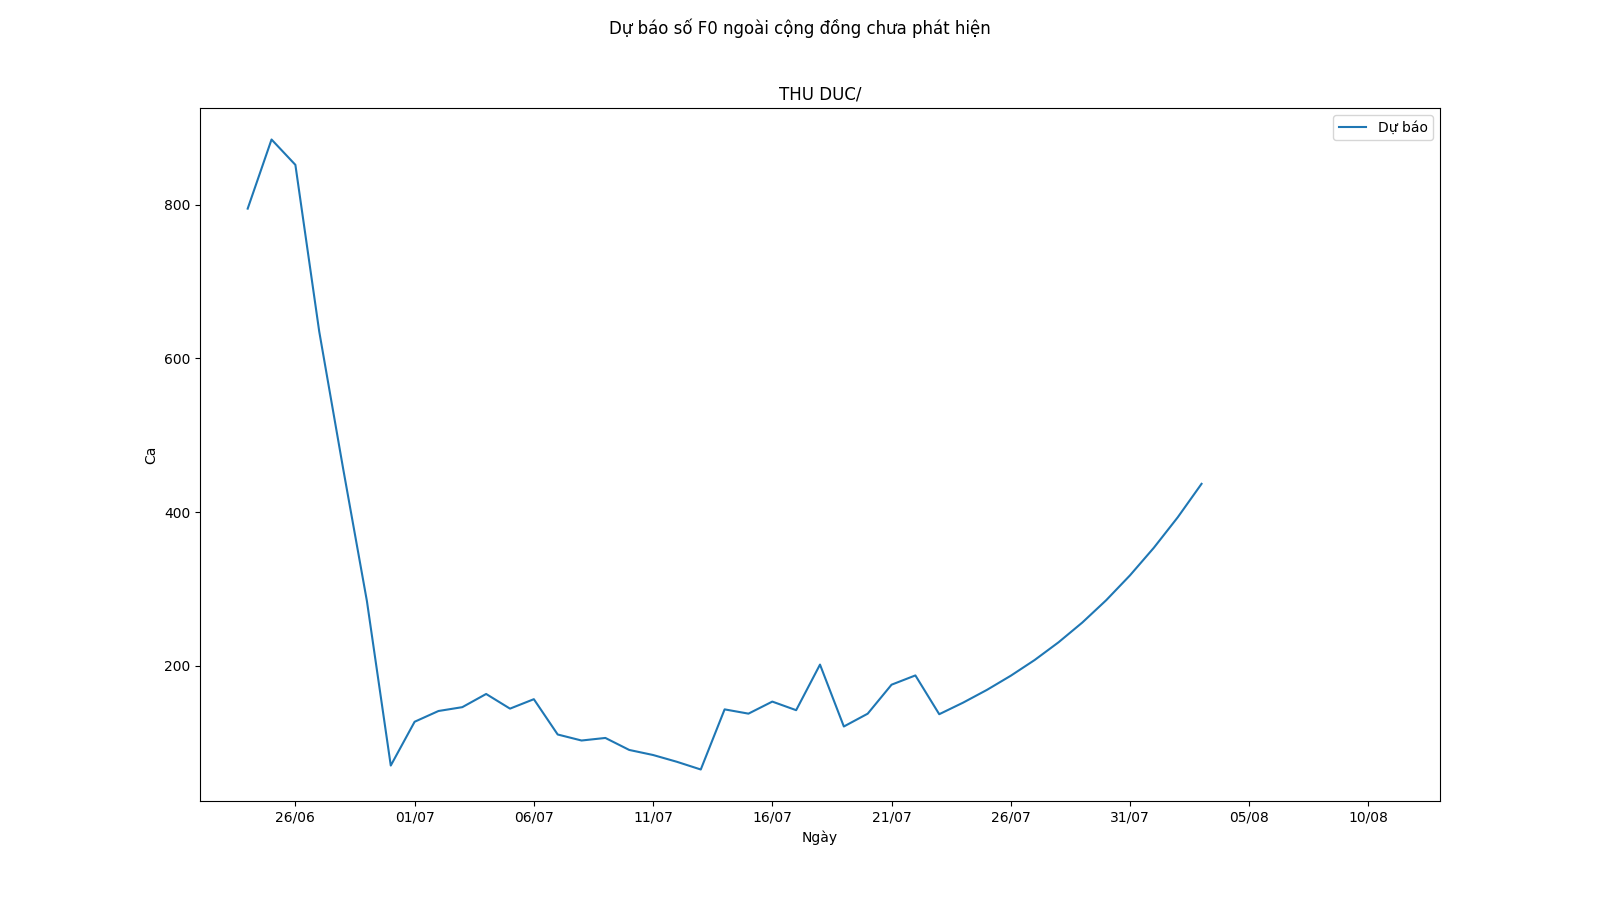 Dự báo số F0 ngoài cộng đồng chưa phát hiện
THU DUC/
Dự báo
800
600
400
200
Ca
26/06 01/07 06/07 11/07 16/07 21/07 26/07 31/07 05/08 10/08
Ngày